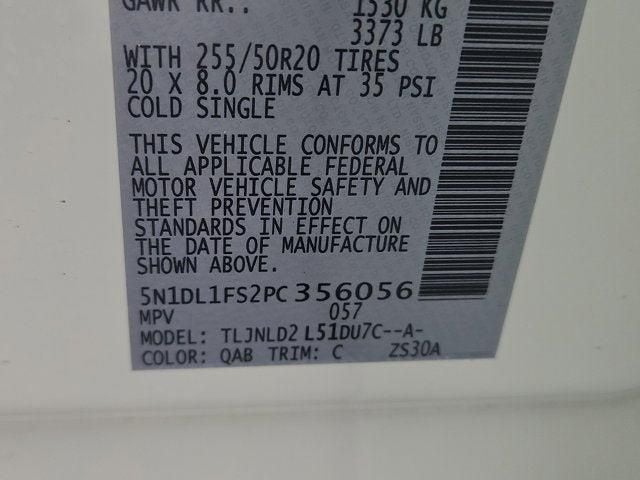 GAWR RR.. 1530 KG
3373 LB
WITH 255/50R20 TIRES
20 X 8.0 RIMS AT 35 PSI
COLD SINGLE
THIS VEHICLE CONFORMS TO
ALL APPLICABLE FEDERAL
MOTOR VEHICLE SAFETY AND
THEFT PREVENTION
STANDARDS IN EFFECT ON
THE DATE OF MANUFACTURE
SHOWN ABOVE.
5N1DL1FS2PC356056
MPV 057
MODEL: TLJNLD2 L51DU7C--A-
COLOR: QAB TRIM: C ZS30A